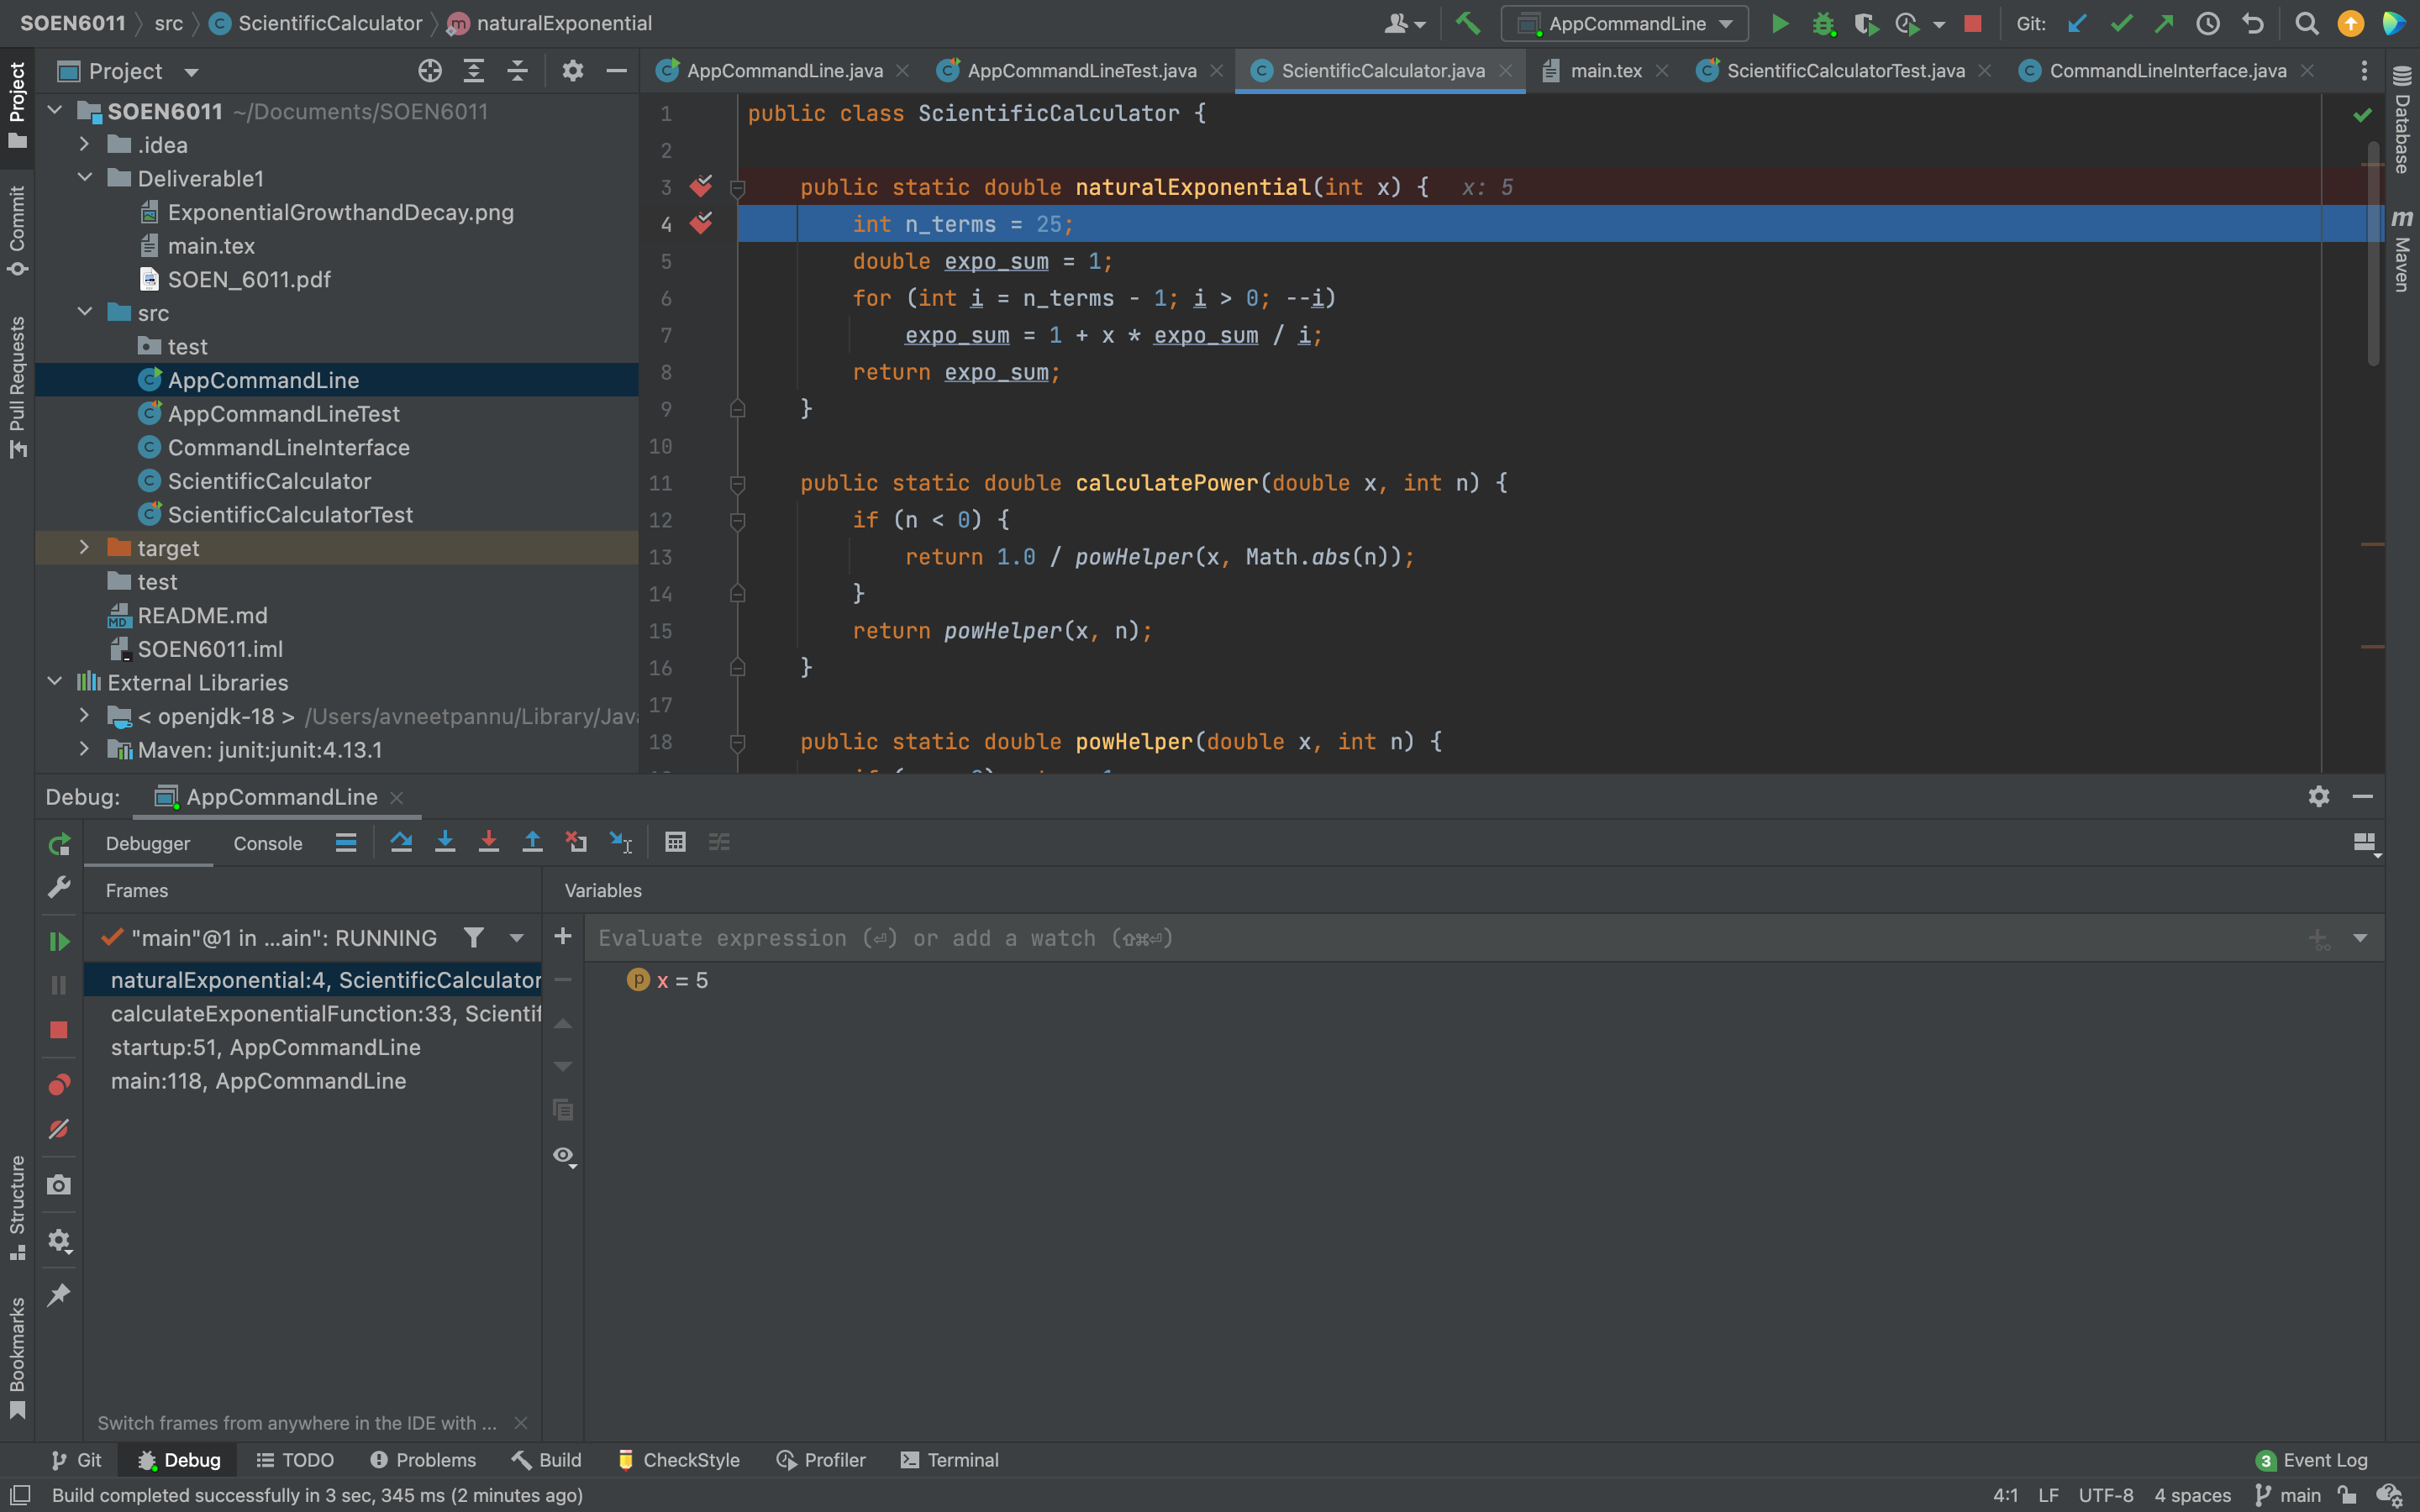 SOEN6011 src ScientificCalculator naturalExponential
AppCommandLine
Git:
Project
AppCommandLine.java
AppCommandLineTest.java
ScientificCalculator.java
main.tex
ScientificCalculatorTest.java
CommandLineInterface.java
Project
Commit
Pull Requests
Structure
Bookmarks
Database
Maven
SOEN6011 ~/Documents/SOEN6011
.idea
Deliverable1
ExponentialGrowthandDecay.png
main.tex
SOEN_6011.pdf
src
test
AppCommandLine
AppCommandLineTest
CommandLineInterface
ScientificCalculator
ScientificCalculatorTest
target
test
README.md
SOEN6011.iml
External Libraries
< openjdk-18 > /Users/avneetpannu/Library/Java
Maven: junit:junit:4.13.1
1 public class ScientificCalculator {
2
3 public static double naturalExponential(int x) { x: 5
4 int n_terms = 25;
5 double expo_sum = 1;
6 for (int i = n_terms - 1; i > 0; --i)
7 expo_sum = 1 + x * expo_sum / i;
8 return expo_sum;
9 }
10
11 public static double calculatePower(double x, int n) {
12 if (n < 0) {
13 return 1.0 / powHelper(x, Math.abs(n));
14 }
15 return powHelper(x, n);
16 }
17
18 public static double powHelper(double x, int n) {
Debug: AppCommandLine
Debugger Console
Frames
Variables
"main"@1 in ...ain": RUNNING
Evaluate expression (⏎) or add a watch (⇧⌘⏎)
naturalExponential:4, ScientificCalculator
calculateExponentialFunction:33, Scientif
startup:51, AppCommandLine
main:118, AppCommandLine
p x = 5
Switch frames from anywhere in the IDE with ...
Git Debug TODO Problems Build CheckStyle Profiler Terminal
3 Event Log
Build completed successfully in 3 sec, 345 ms (2 minutes ago)
4:1 LF UTF-8 4 spaces main